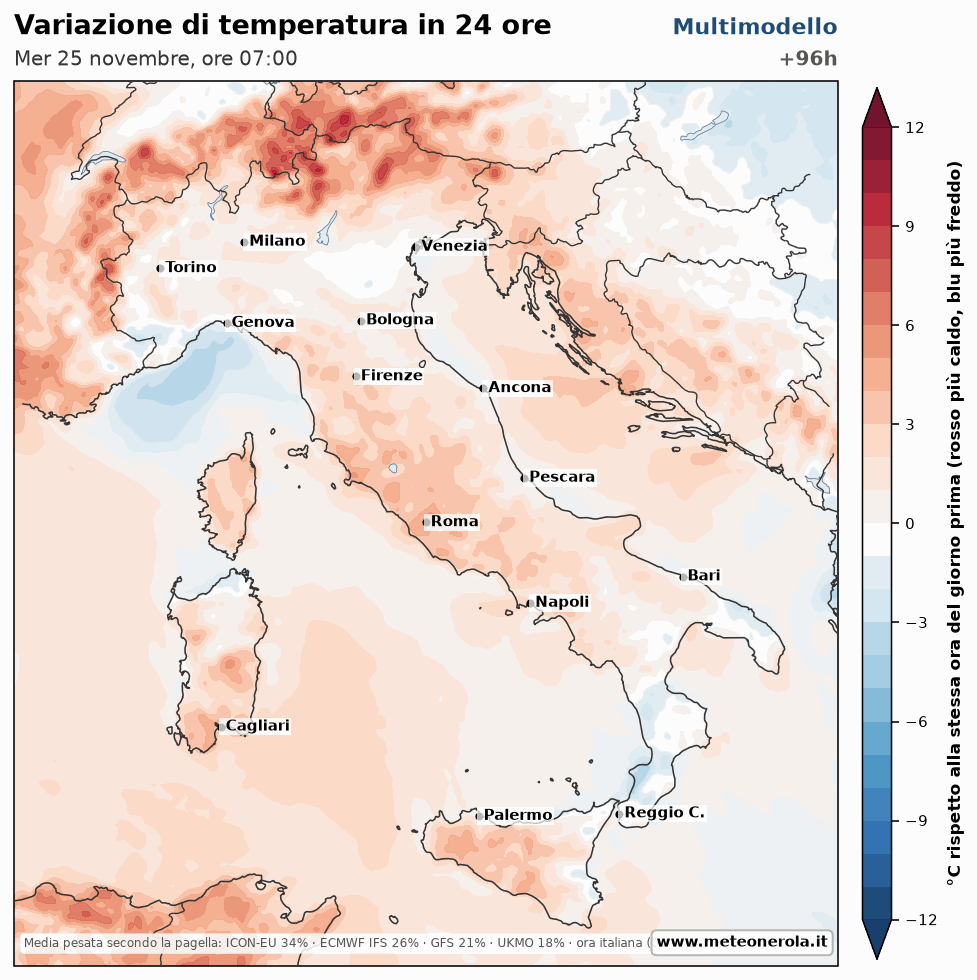 Variazione di temperatura in 24 ore
Multimodello
Mer 25 novembre, ore 07:00
+96h
Milano
Venezia
Torino
Genova
Bologna
Firenze
Ancona
Pescara
Roma
Bari
Napoli
Cagliari
Palermo
Reggio C.
12
9
6
3
0
−3
−6
−9
−12
°C rispetto alla stessa ora del giorno prima (rosso più caldo, blu più freddo)
Media pesata secondo la pagella: ICON-EU 34% · ECMWF IFS 26% · GFS 21% · UKMO 18% · ora italiana (
www.meteonerola.it